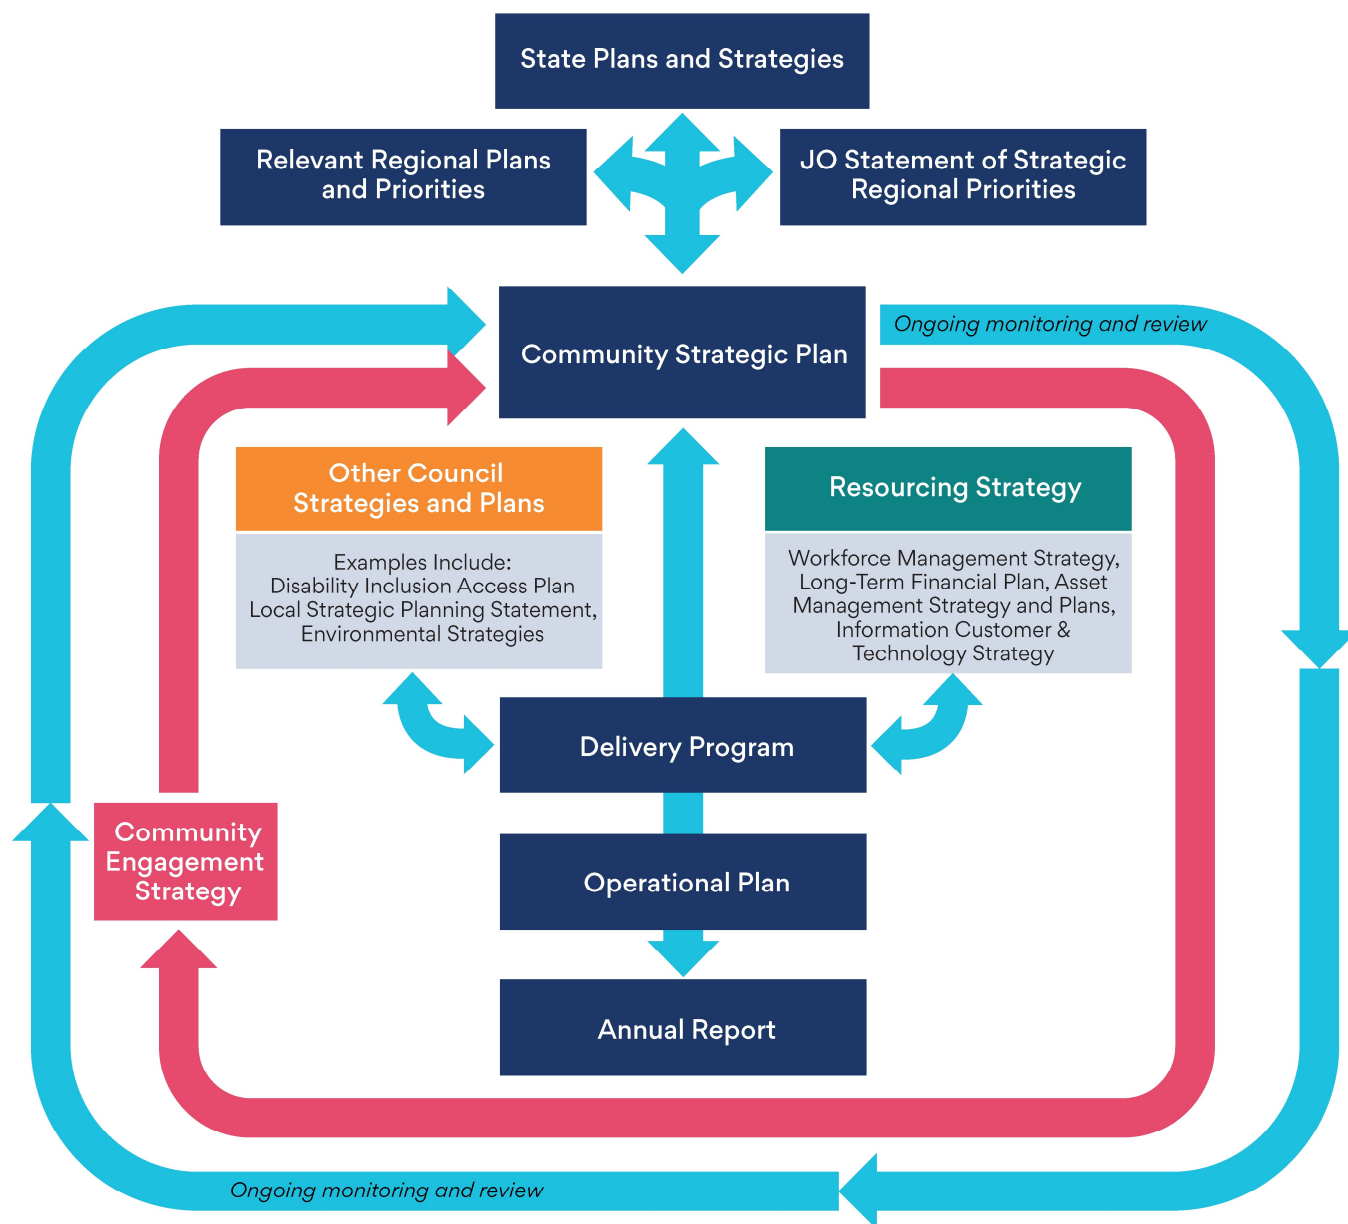 State Plans and Strategies
Relevant Regional Plans
and Priorities
JO Statement of Strategic
Regional Priorities
Community Strategic Plan
Ongoing monitoring and review
Other Council
Strategies and Plans
Examples Include:
Disability Inclusion Access Plan
Local Strategic Planning Statement,
Environmental Strategies
Resourcing Strategy
Workforce Management Strategy,
Long-Term Financial Plan, Asset
Management Strategy and Plans,
Information Customer &
Technology Strategy
Delivery Program
Community
Engagement
Strategy
Operational Plan
Annual Report
Ongoing monitoring and review